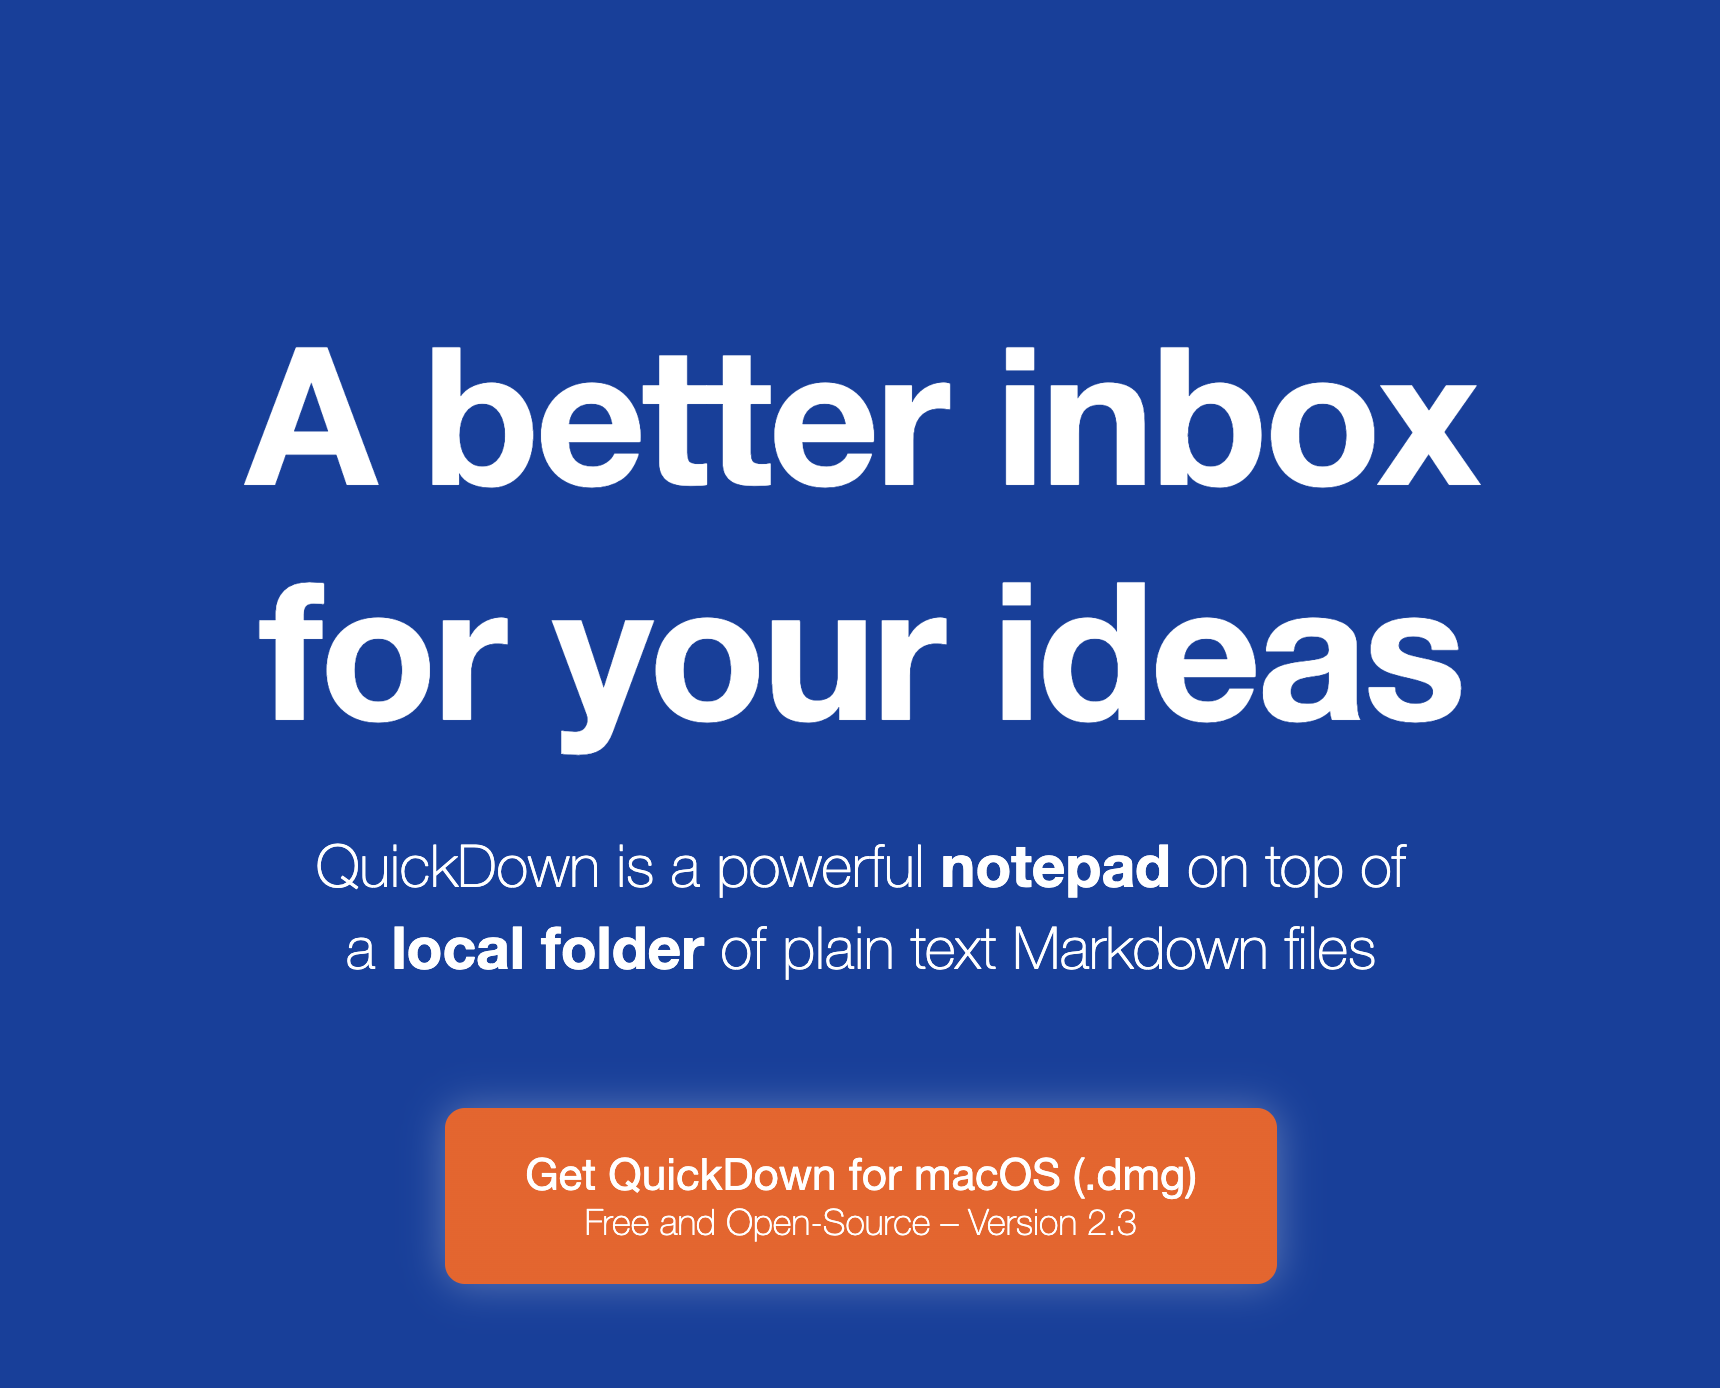 A better inbox
for your ideas
QuickDown is a powerful notepad on top of
a local folder of plain text Markdown files
Get QuickDown for macOS (.dmg)
Free and Open-Source – Version 2.3